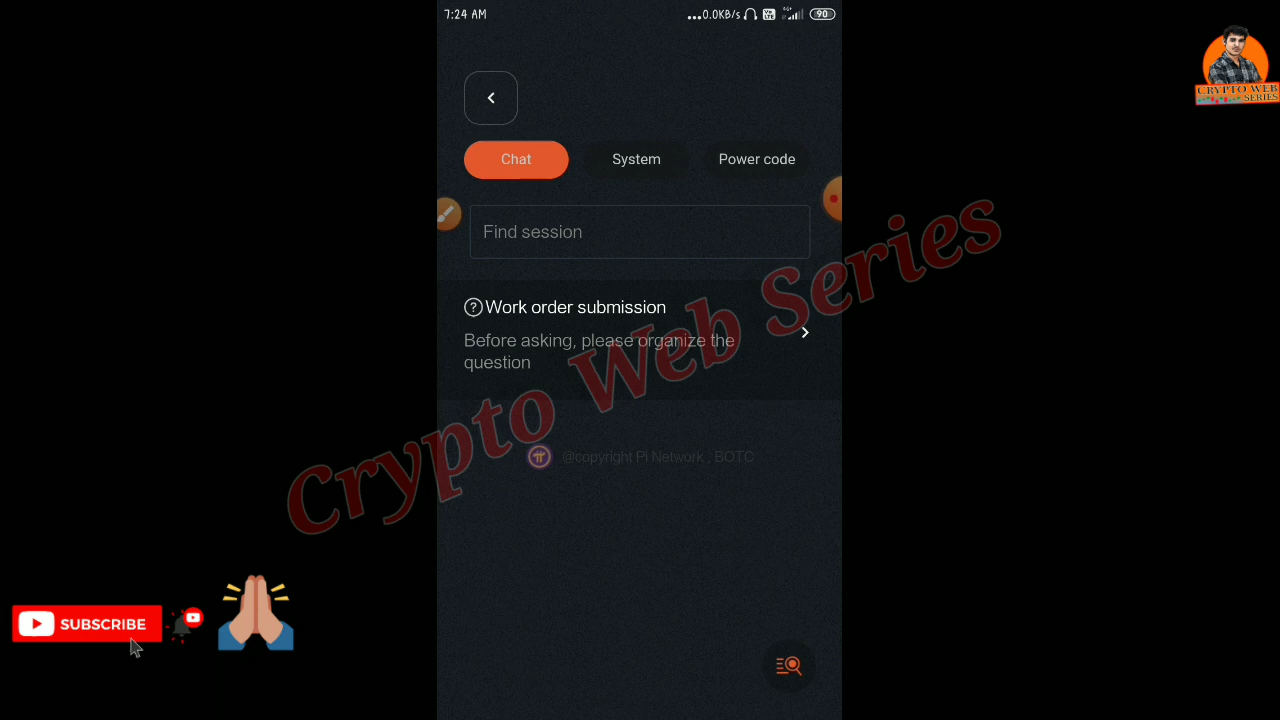 7:24 AM
0.0KB/s
90
CRYPTO WEB
SERIES
Chat
System
Power code
Find session
Work order submission
Before asking, please organize the
question
Crypto Web Series
@copyright Pi Network , BOTC
SUBSCRIBE